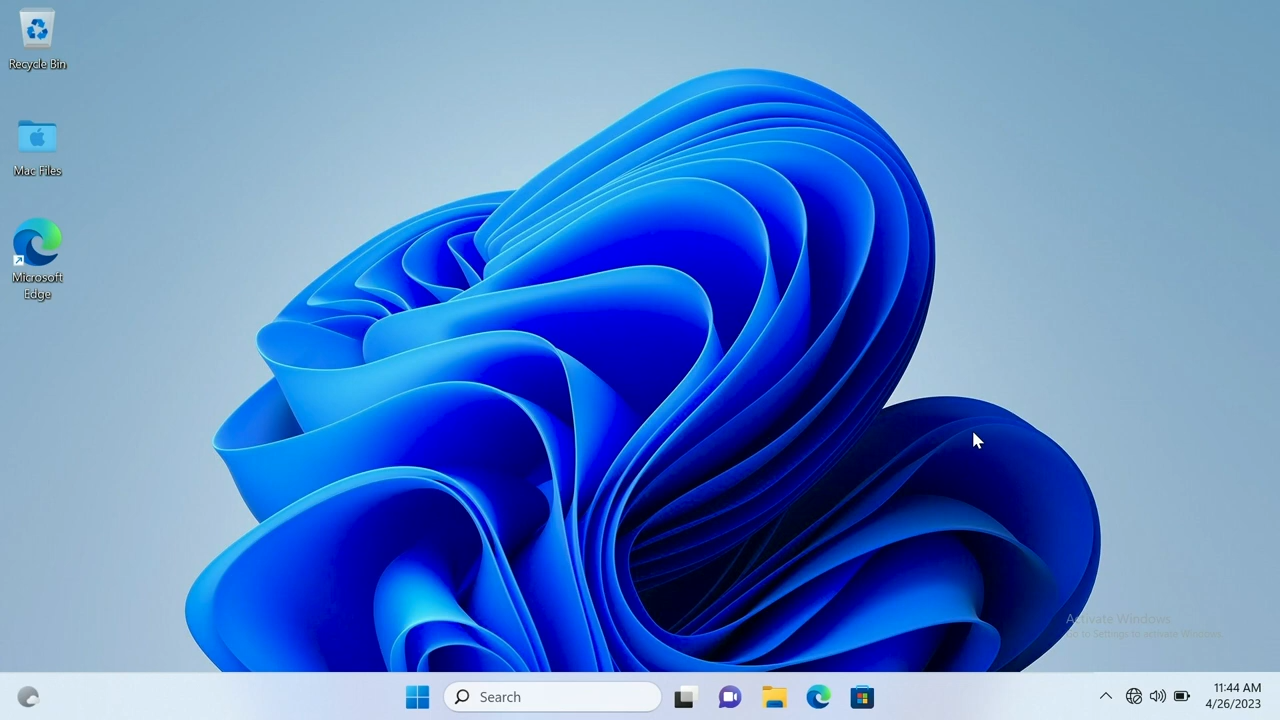 Recycle Bin
Mac Files
Microsoft
Edge
Activate Windows
Go to Settings to activate Windows.
Search
11:44 AM
4/26/2023